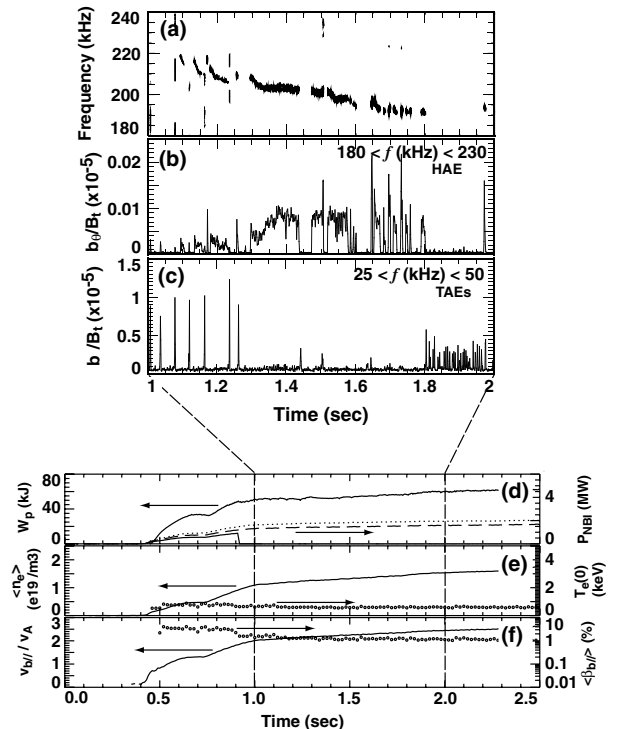 (a)
Frequency (kHz)
240
220
200
180
(b)
180 < f (kHz) < 230
HAE
bθ/Bt (x10-5)
0.02
0.01
0
(c)
25 < f (kHz) < 50
TAEs
b /Bt (x10-5)
1.5
1
0.5
0
1 1.2 1.4 1.6 1.8 2
Time (sec)
(d)
Wp (kJ)
80
40
0
PNBI (MW)
4
2
0
(e)
<ne>
(e19 /m3)
2
1
0
Te(0)
(keV)
4
2
0
(f)
vb// / vA
3
2
1
0
<βb//> (%)
10
1
0.1
0.01
0.0 0.5 1.0 1.5 2.0 2.5
Time (sec)